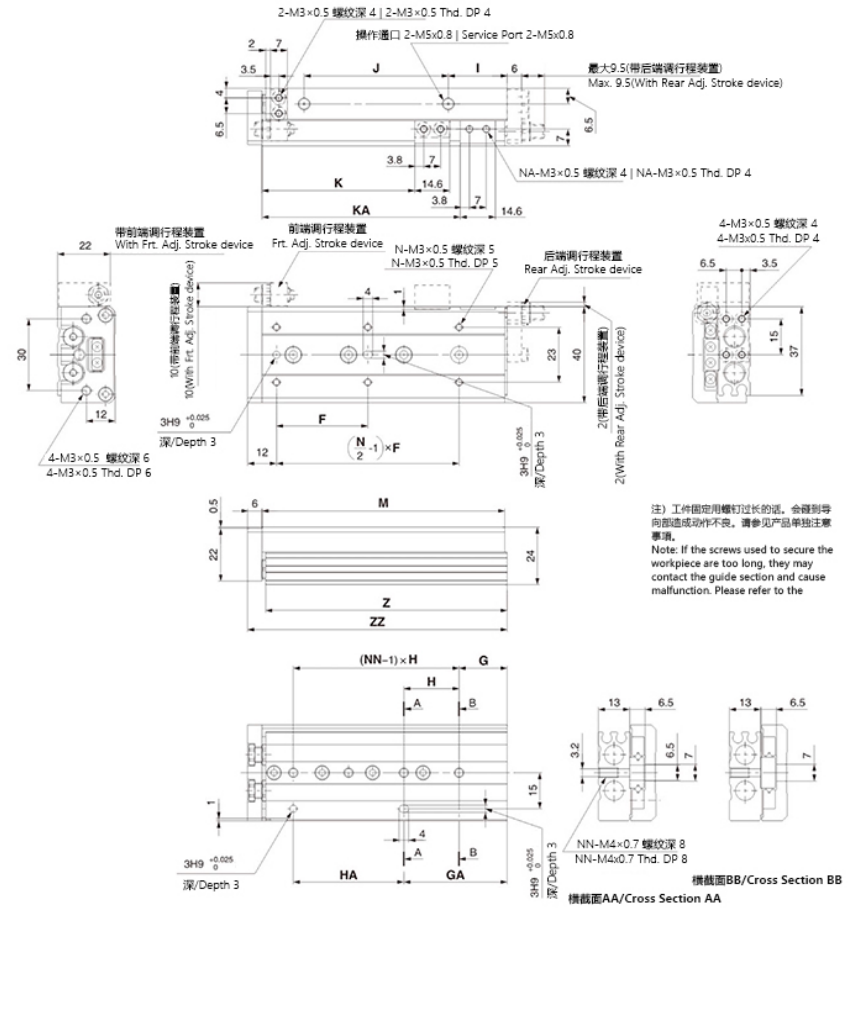 2-M3×0.5 螺纹深 4 | 2-M3×0.5 Thd. DP 4
操作通口 2-M5x0.8 | Service Port 2-M5x0.8
2
7
3.5
J
I
6
最大9.5(带后端调行程装置)
Max. 9.5(With Rear Adj. Stroke device)
4
6.5
6.5
7
3.8
7
NA-M3×0.5 螺纹深 4 | NA-M3×0.5 Thd. DP 4
K
14.6
3.8
7
KA
14.6
带前端调行程装置
With Frt. Adj. Stroke device
22
前端调行程装置
Frt. Adj. Stroke device
N-M3×0.5 螺纹深 5
N-M3×0.5 Thd. DP 5
后端调行程装置
Rear Adj. Stroke device
4-M3×0.5 螺纹深 4
4-M3x0.5 Thd. DP 4
6.5
3.5
10(带前端调行程装置)
10(With Frt. Adj. Stroke device)
4
1
30
12
23
40
2(带后端调行程装置)
2(With Rear Adj. Stroke device)
15
37
3H9 +0.025 0
深/Depth 3
F
12
(N/2 -1)×F
3H9 +0.025 0
深/Depth 3
4-M3×0.5 螺纹深 6
4-M3×0.5 Thd. DP 6
0.5
6
M
22
24
Z
ZZ
注）工件固定用螺钉过长的话。会碰到导
向部造成动作不良。请参见产品单独注意
事項。
Note: If the screws used to secure the
workpiece are too long, they may
contact the guide section and cause
malfunction. Please refer to the
(NN-1)×H
G
H
A
B
13
6.5
13
6.5
3.2
6.5
7
7
15
1
4
A
B
3H9 +0.025 0
深/Depth 3
HA
GA
3H9 +0.025 0
深/Depth 3
NN-M4×0.7 螺纹深 8
NN-M4x0.7 Thd. DP 8
横截面BB/Cross Section BB
横截面AA/Cross Section AA